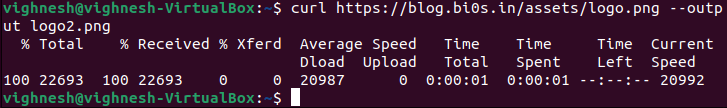 vighnesh@vighnesh-VirtualBox:~$ curl https://blog.bi0s.in/assets/logo.png --outp
ut logo2.png
  % Total    % Received % Xferd  Average Speed   Time    Time     Time  Current
                                 Dload  Upload   Total   Spent    Left  Speed
100 22693  100 22693    0     0  20987      0  0:00:01  0:00:01 --:--:-- 20992
vighnesh@vighnesh-VirtualBox:~$